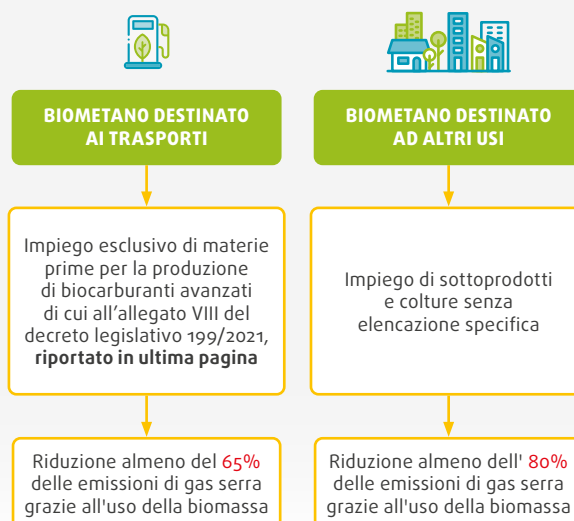 BIOMETANO DESTINATO
AI TRASPORTI
Impiego esclusivo di materie
prime per la produzione
di biocarburanti avanzati
di cui all'allegato VIII del
decreto legislativo 199/2021,
riportato in ultima pagina
Riduzione almeno del 65%
delle emissioni di gas serra
grazie all'uso della biomassa
BIOMETANO DESTINATO
AD ALTRI USI
Impiego di sottoprodotti
e colture senza
elencazione specifica
Riduzione almeno dell' 80%
delle emissioni di gas serra
grazie all'uso della biomassa